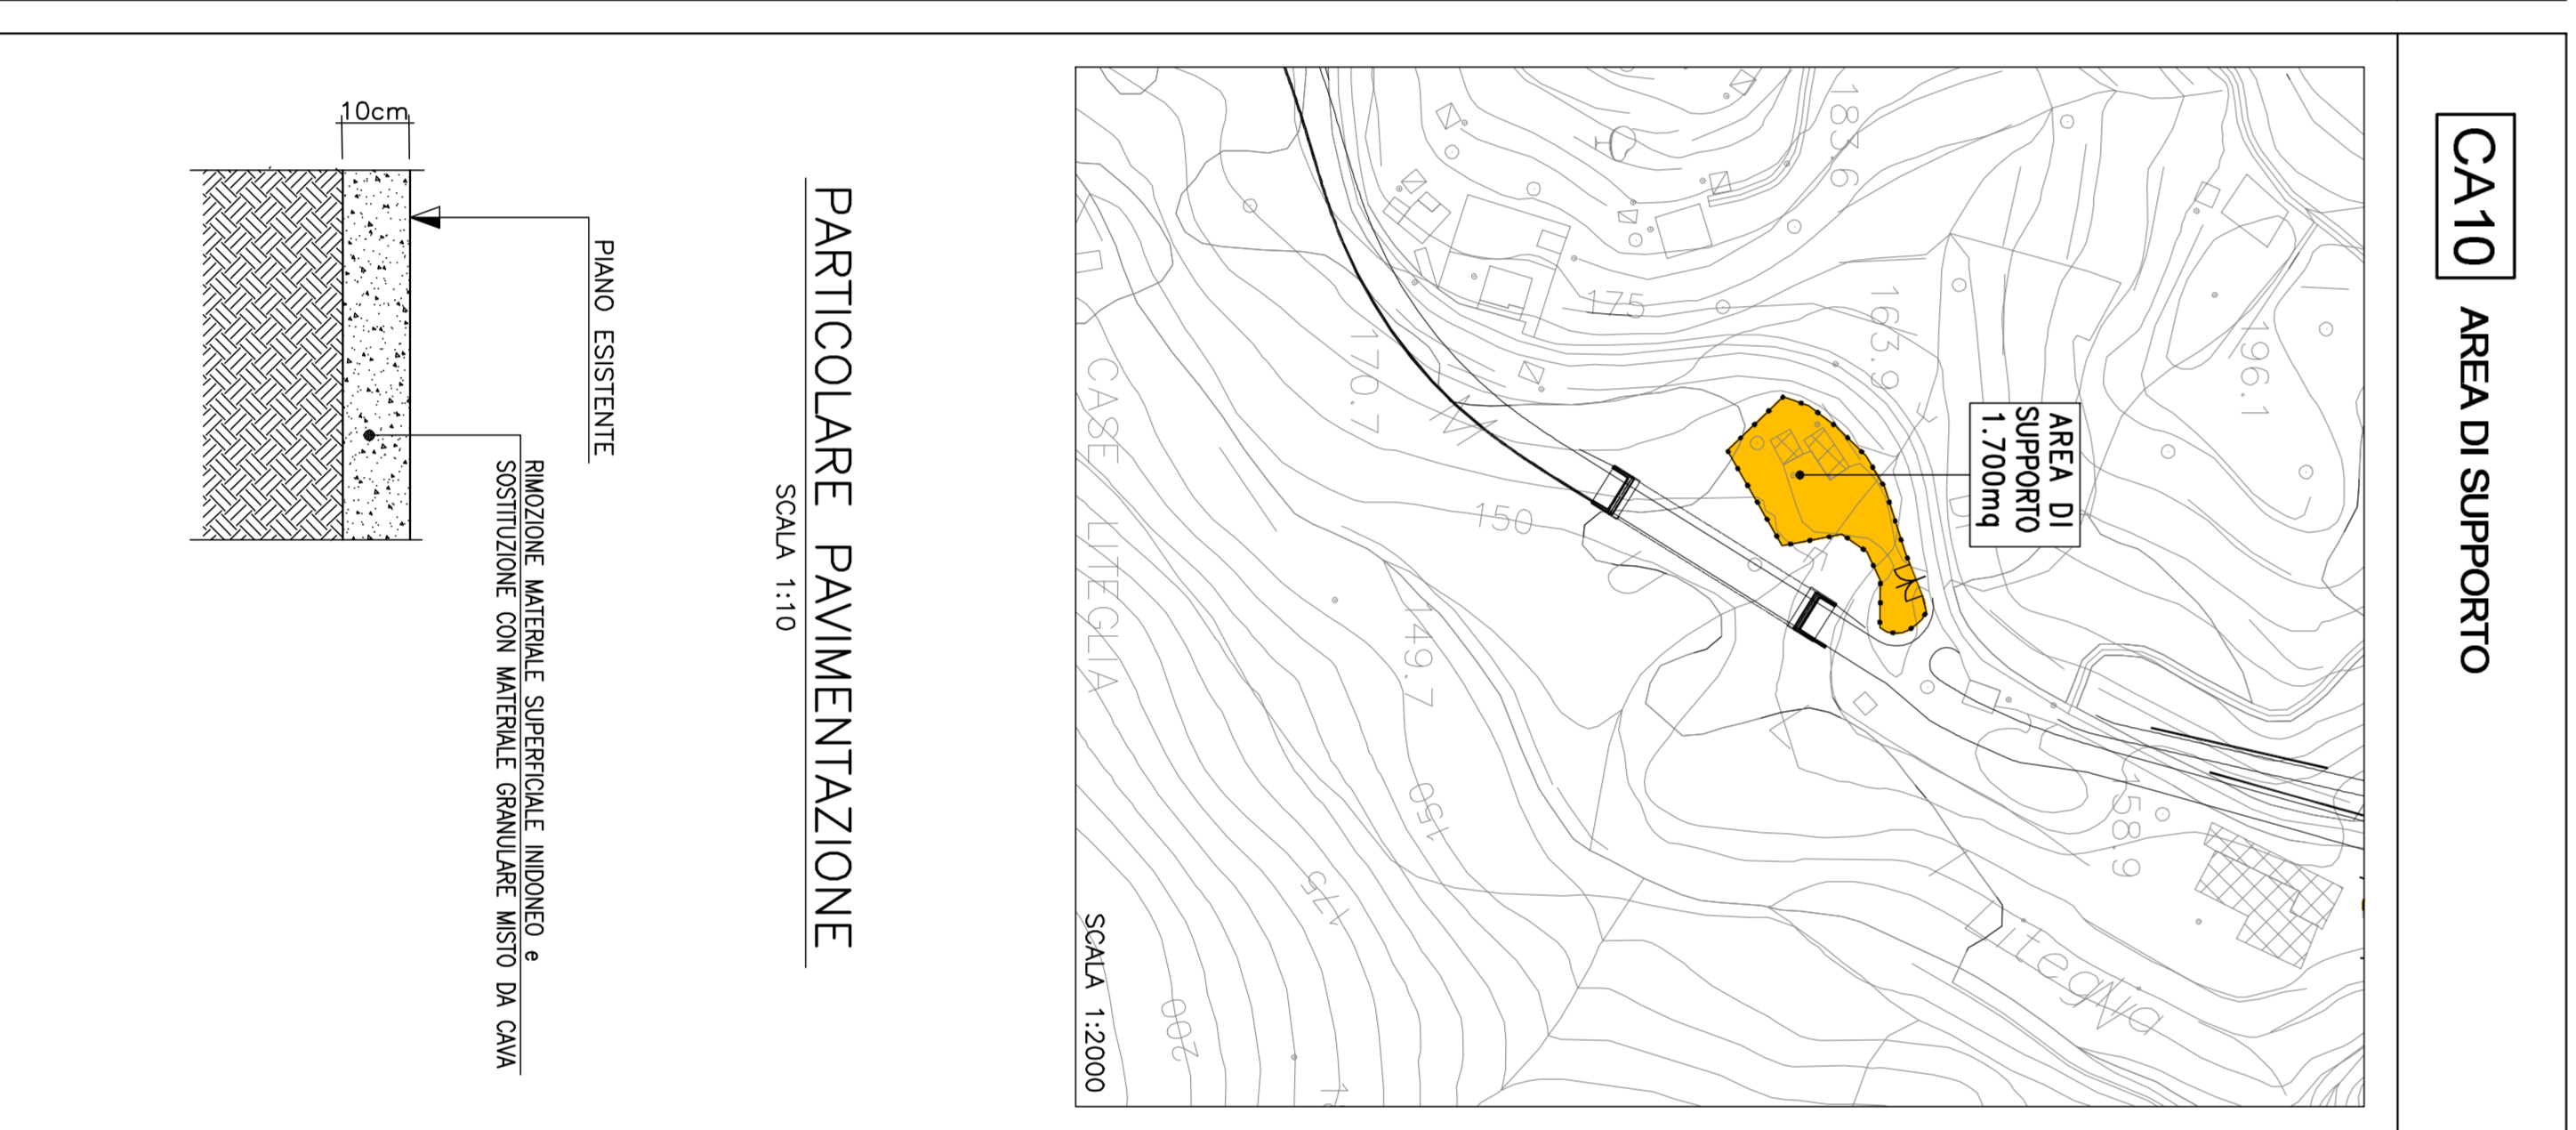 CA10 AREA DI SUPPORTO
183.6
196.1
163.9
175
170.7
AREA DI
SUPPORTO
1.700mq
150
CASE LITEGLIA
149.7
150
158.9
175
200
SCALA 1:2000
PARTICOLARE PAVIMENTAZIONE
SCALA 1:10
10cm
PIANO ESISTENTE
RIMOZIONE MATERIALE SUPERFICIALE INIDONEO e
SOSTITUZIONE CON MATERIALE GRANULARE MISTO DA CAVA